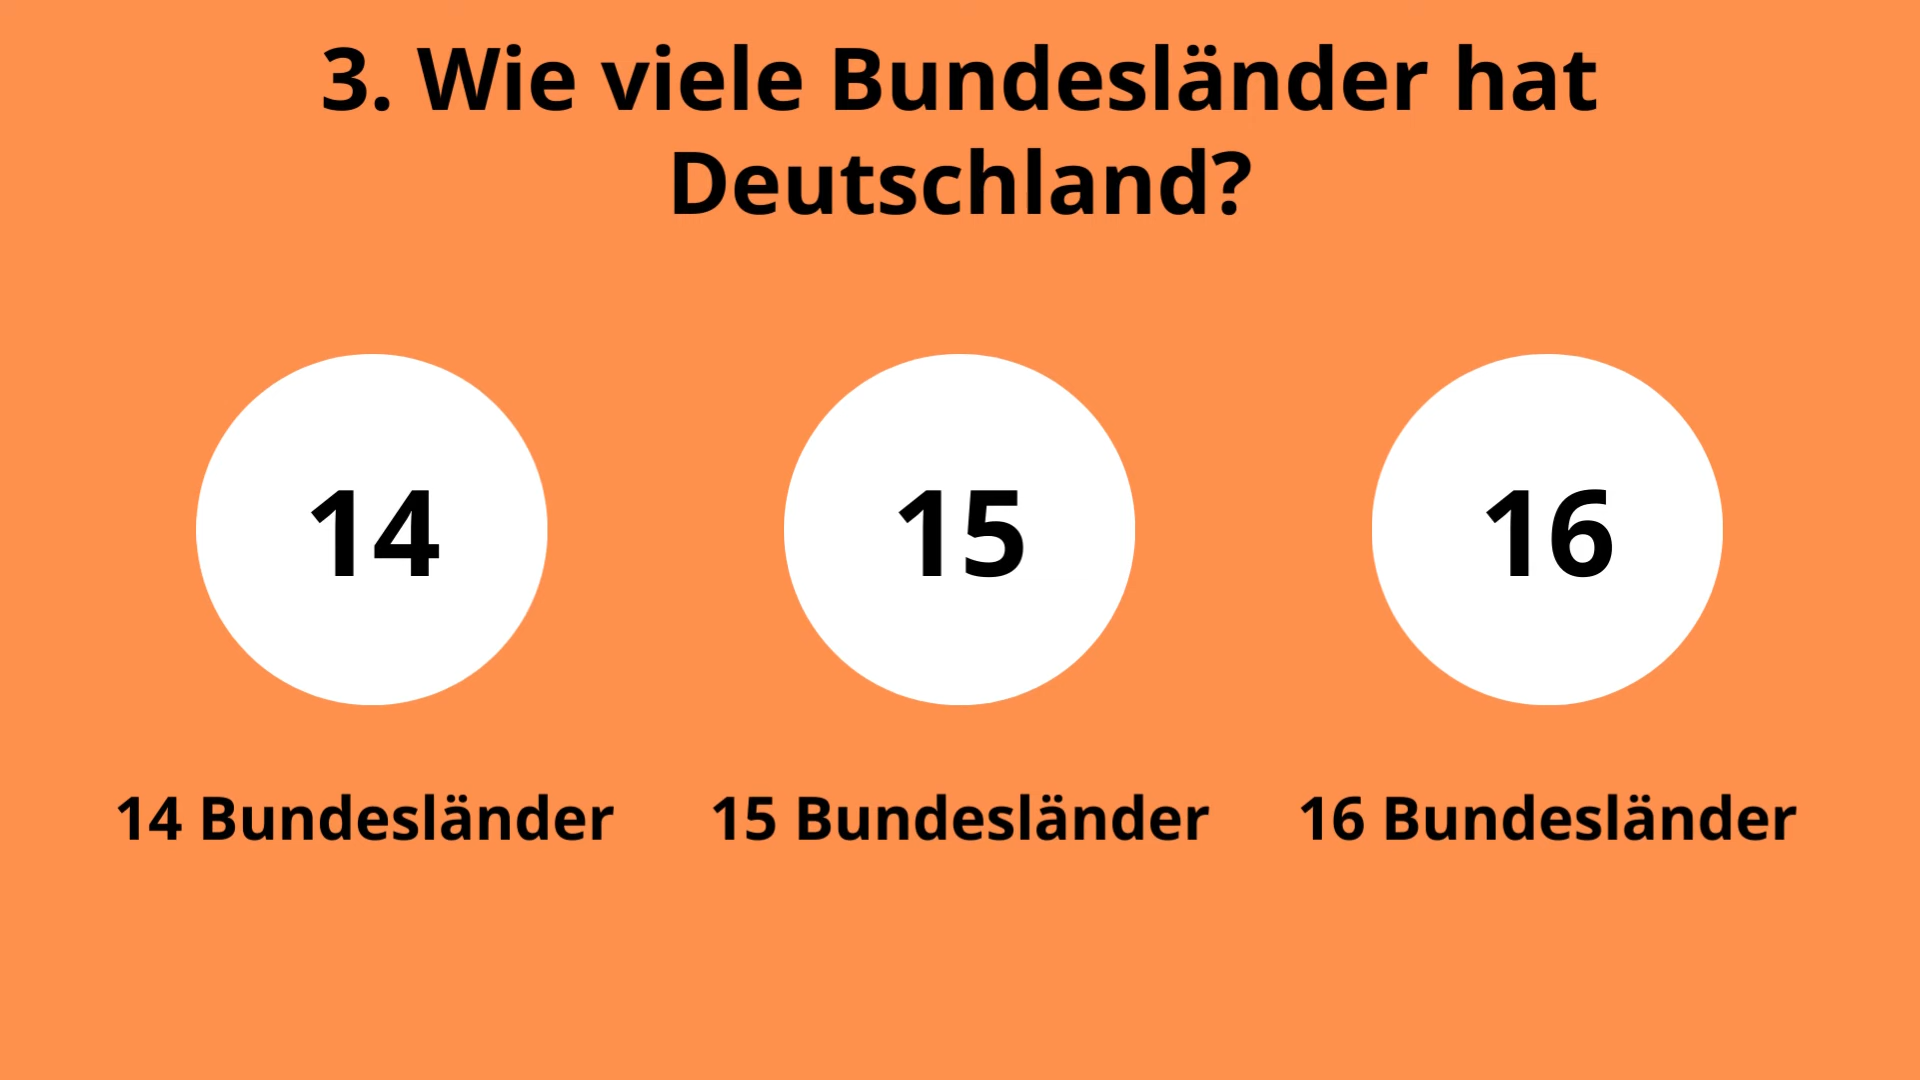 3. Wie viele Bundesländer hat
Deutschland?
14
15
16
14 Bundesländer
15 Bundesländer
16 Bundesländer